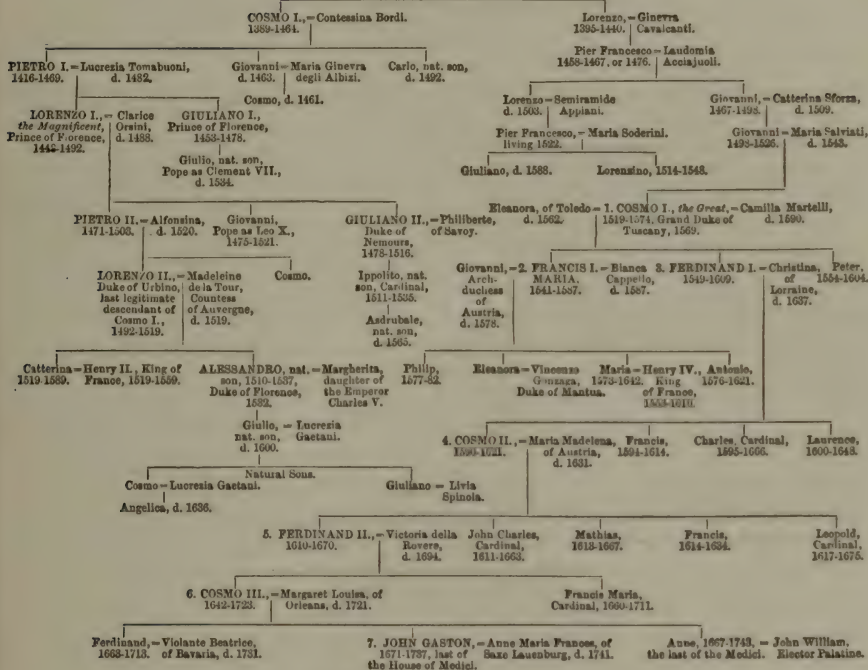 COSMO I.,=Contessina Bordi. Lorenzo,=Ginevra
1389-1464. 1395-1440. Cavalcanti.
Pier Francesco=Laudomia
1458-1467, or 1476. Acciajuoli.
PIETRO I.=Lucrezia Tomabuoni, Giovanni=Maria Ginevra Carlo, nat. son,
1416-1469. d. 1482. d. 1463. degli Albizi. d. 1492.
Cosmo, d. 1461.
Lorenzo=Semiramide Giovanni,=Catterina Sforza,
d. 1503. Appiani. 1467-1498. d. 1509.
LORENZO I.,=Clarice GIULIANO I.,
the Magnificent, Orsini, Prince of Florence,
Prince of Florence, d. 1488. 1453-1478.
1448-1492.
Pier Francesco,=Maria Soderini. Giovanni=Maria Salviati,
living 1522. 1498-1526. d. 1543.
Giulio, nat. son,
Pope as Clement VII.,
d. 1534.
Giuliano, d. 1588. Lorenzino, 1514-1548.
PIETRO II.=Alfonsina, Giovanni, GIULIANO II.,=Philiberte,
1471-1503. d. 1520. Pope as Leo X., Duke of of Savoy.
1475-1521. Nemours,
1478-1516.
Eleanora, of Toledo=1. COSMO I., the Great,=Camilla Martelli,
d. 1562. 1519-1574, Grand Duke of d. 1590.
Tuscany, 1569.
LORENZO II.,=Madeleine Cosmo. Ippolito, nat.
Duke of Urbino, de la Tour, son, Cardinal,
last legitimate Countess 1511-1535.
descendant of of Auvergne, Asdrubale,
Cosmo I., d. 1519. nat. son,
1492-1519. d. 1565.
Giovanni,=2. FRANCIS I.=Bianca 3. FERDINAND I.=Christina, Peter,
Arch- MARIA. Cappello, 1549-1609. of 1554-1604.
duchess 1541-1587. d. 1587. Lorraine,
of d. 1637.
Austria,
d. 1578.
Catterina=Henry II., King of ALESSANDRO, nat.=Margherita,
1519-1589. France, 1519-1559. son, 1510-1537, daughter of
Duke of Florence, the Emperor
1532. Charles V.
Philip, Eleanora=Vincenzo Maria=Henry IV., Antonio,
1577-82. Gonzaga, 1573-1642. King 1576-1621.
Duke of Mantua. of France,
1553-1610.
Giulio,=Lucrezia
nat. son, Gaetani.
d. 1600.
4. COSMO II.,=Maria Madelena, Francis, Charles, Cardinal, Laurence,
1590-1621. of Austria, 1594-1614. 1595-1666. 1600-1648.
d. 1631.
Natural Sons.
Cosmo=Lucrezia Gaetani. Giuliano=Livia
Spinola.
Angelica, d. 1636.
5. FERDINAND II.,=Victoria della John Charles, Mathias, Francis, Leopold,
1610-1670. Rovere, Cardinal, 1613-1667. 1614-1634. Cardinal,
d. 1694. 1611-1663. 1617-1675.
6. COSMO III.,=Margaret Louisa, of Francis Maria,
1642-1723. Orleans, d. 1721. Cardinal, 1660-1711.
Ferdinand,=Violante Beatrice, 7. JOHN GASTON,=Anne Maria Frances, of Anne, 1667-1743,=John William,
1663-1713. of Bavaria, d. 1731. 1671-1737, last of Saxe Lauenburg, d. 1741. the last of the Medici. Elector Palatine.
the House of Medici.